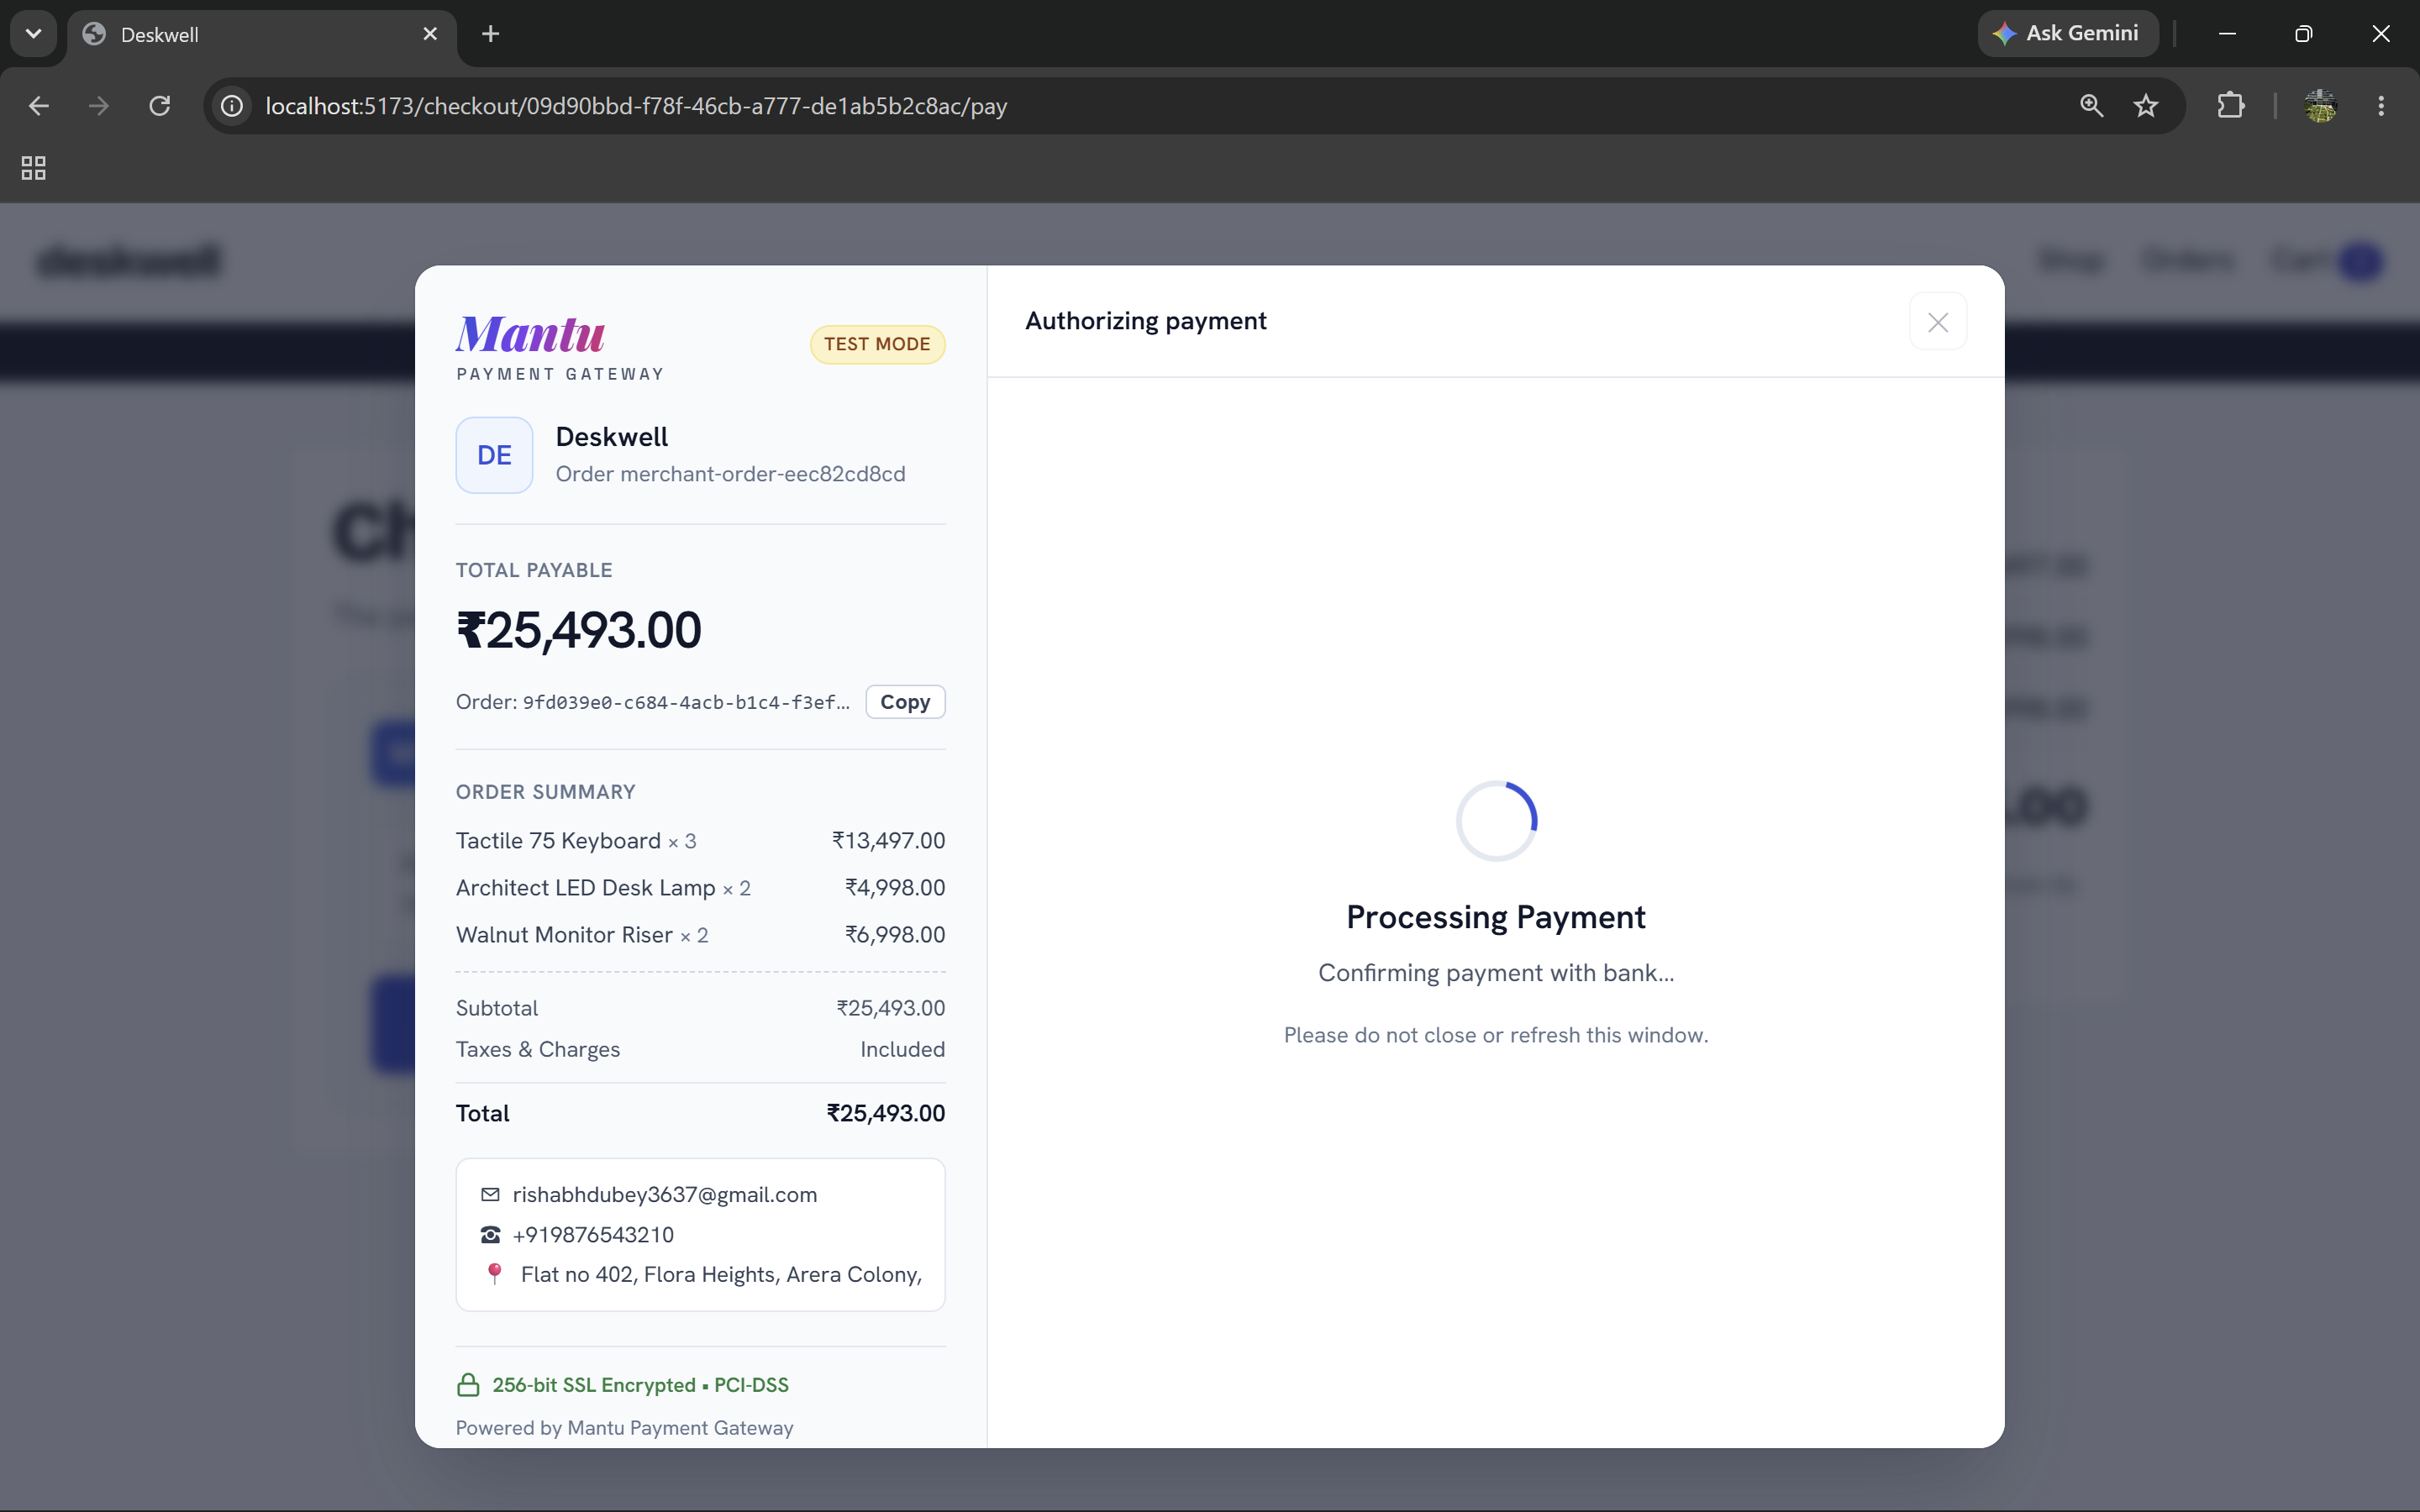 Deskwell
Ask Gemini
localhost:5173/checkout/09d90bbd-f78f-46cb-a777-de1ab5b2c8ac/pay
deskwell
Shop Orders Cart
Mantu
PAYMENT GATEWAY
TEST MODE
DE
Deskwell
Order merchant-order-eec82cd8cd
TOTAL PAYABLE
₹25,493.00
Order: 9fd039e0-c684-4acb-b1c4-f3ef…
Copy
ORDER SUMMARY
Tactile 75 Keyboard × 3 ₹13,497.00
Architect LED Desk Lamp × 2 ₹4,998.00
Walnut Monitor Riser × 2 ₹6,998.00
Subtotal ₹25,493.00
Taxes & Charges Included
Total ₹25,493.00
rishabhdubey3637@gmail.com
+919876543210
Flat no 402, Flora Heights, Arera Colony,
256-bit SSL Encrypted • PCI-DSS
Powered by Mantu Payment Gateway
Authorizing payment
Processing Payment
Confirming payment with bank…
Please do not close or refresh this window.